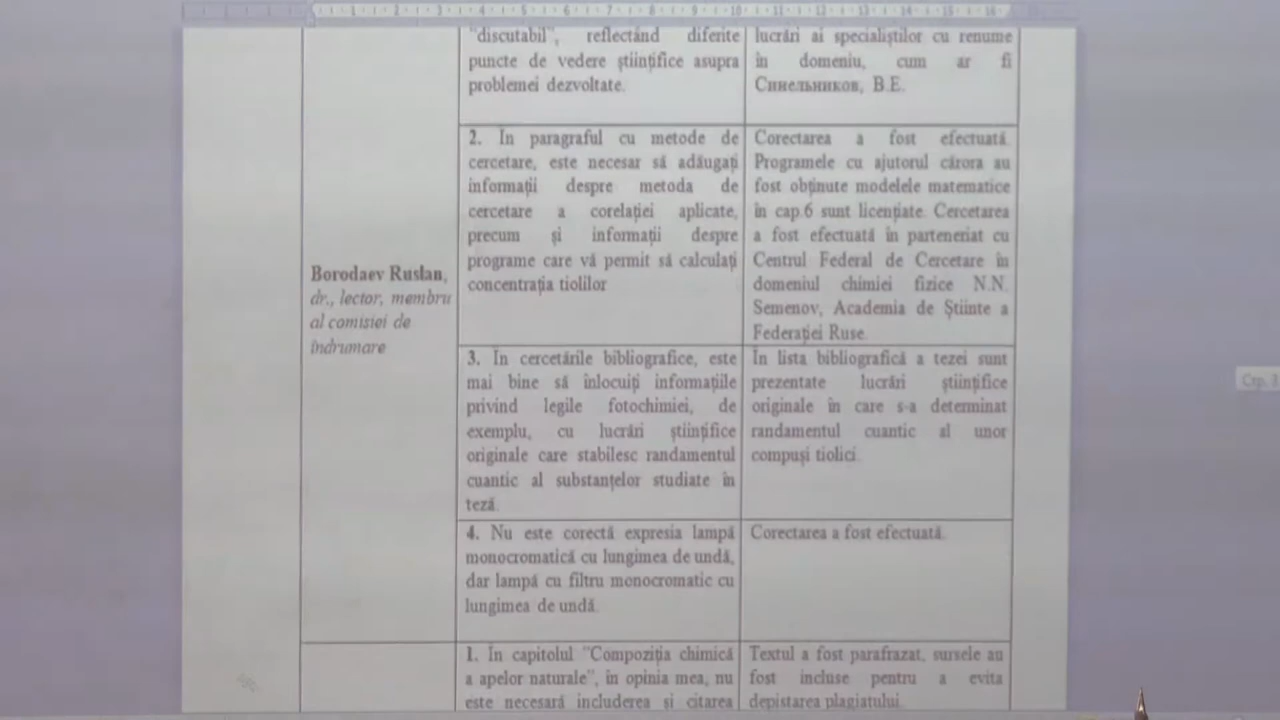 "discutabil", reflectând diferite
puncte de vedere științifice asupra
problemei dezvoltate.
lucrări ai specialiștilor cu renume
în domeniu, cum ar fi
Синельников, В.Е.
Borodaev Ruslan,
dr., lector, membru
al comisiei de
îndrumare
2. În paragraful cu metode de
cercetare, este necesar să adăugați
informații despre metoda de
cercetare a corelației aplicate,
precum și informații despre
programe care vă permit să calculați
concentrația tiolilor
Corectarea a fost efectuată.
Programele cu ajutorul cărora au
fost obținute modelele matematice
în cap.6 sunt licențiate. Cercetarea
a fost efectuată în parteneriat cu
Centrul Federal de Cercetare în
domeniul chimiei fizice N.N.
Semenov, Academia de Științe a
Federației Ruse.
3. În cercetările bibliografice, este
mai bine să înlocuiți informațiile
privind legile fotochimiei, de
exemplu, cu lucrări științifice
originale care stabilesc randamentul
cuantic al substanțelor studiate în
teză.
În lista bibliografică a tezei sunt
prezentate lucrări științifice
originale în care s-a determinat
randamentul cuantic al unor
compuși tiolici.
4. Nu este corectă expresia lampă
monocromatică cu lungimea de undă,
dar lampă cu filtru monocromatic cu
lungimea de undă.
Corectarea a fost efectuată.
1. În capitolul "Compoziția chimică
a apelor naturale", în opinia mea, nu
este necesară includerea și citarea
Textul a fost parafrazat, sursele au
fost incluse pentru a evita
depistarea plagiatului.
Стр. 1